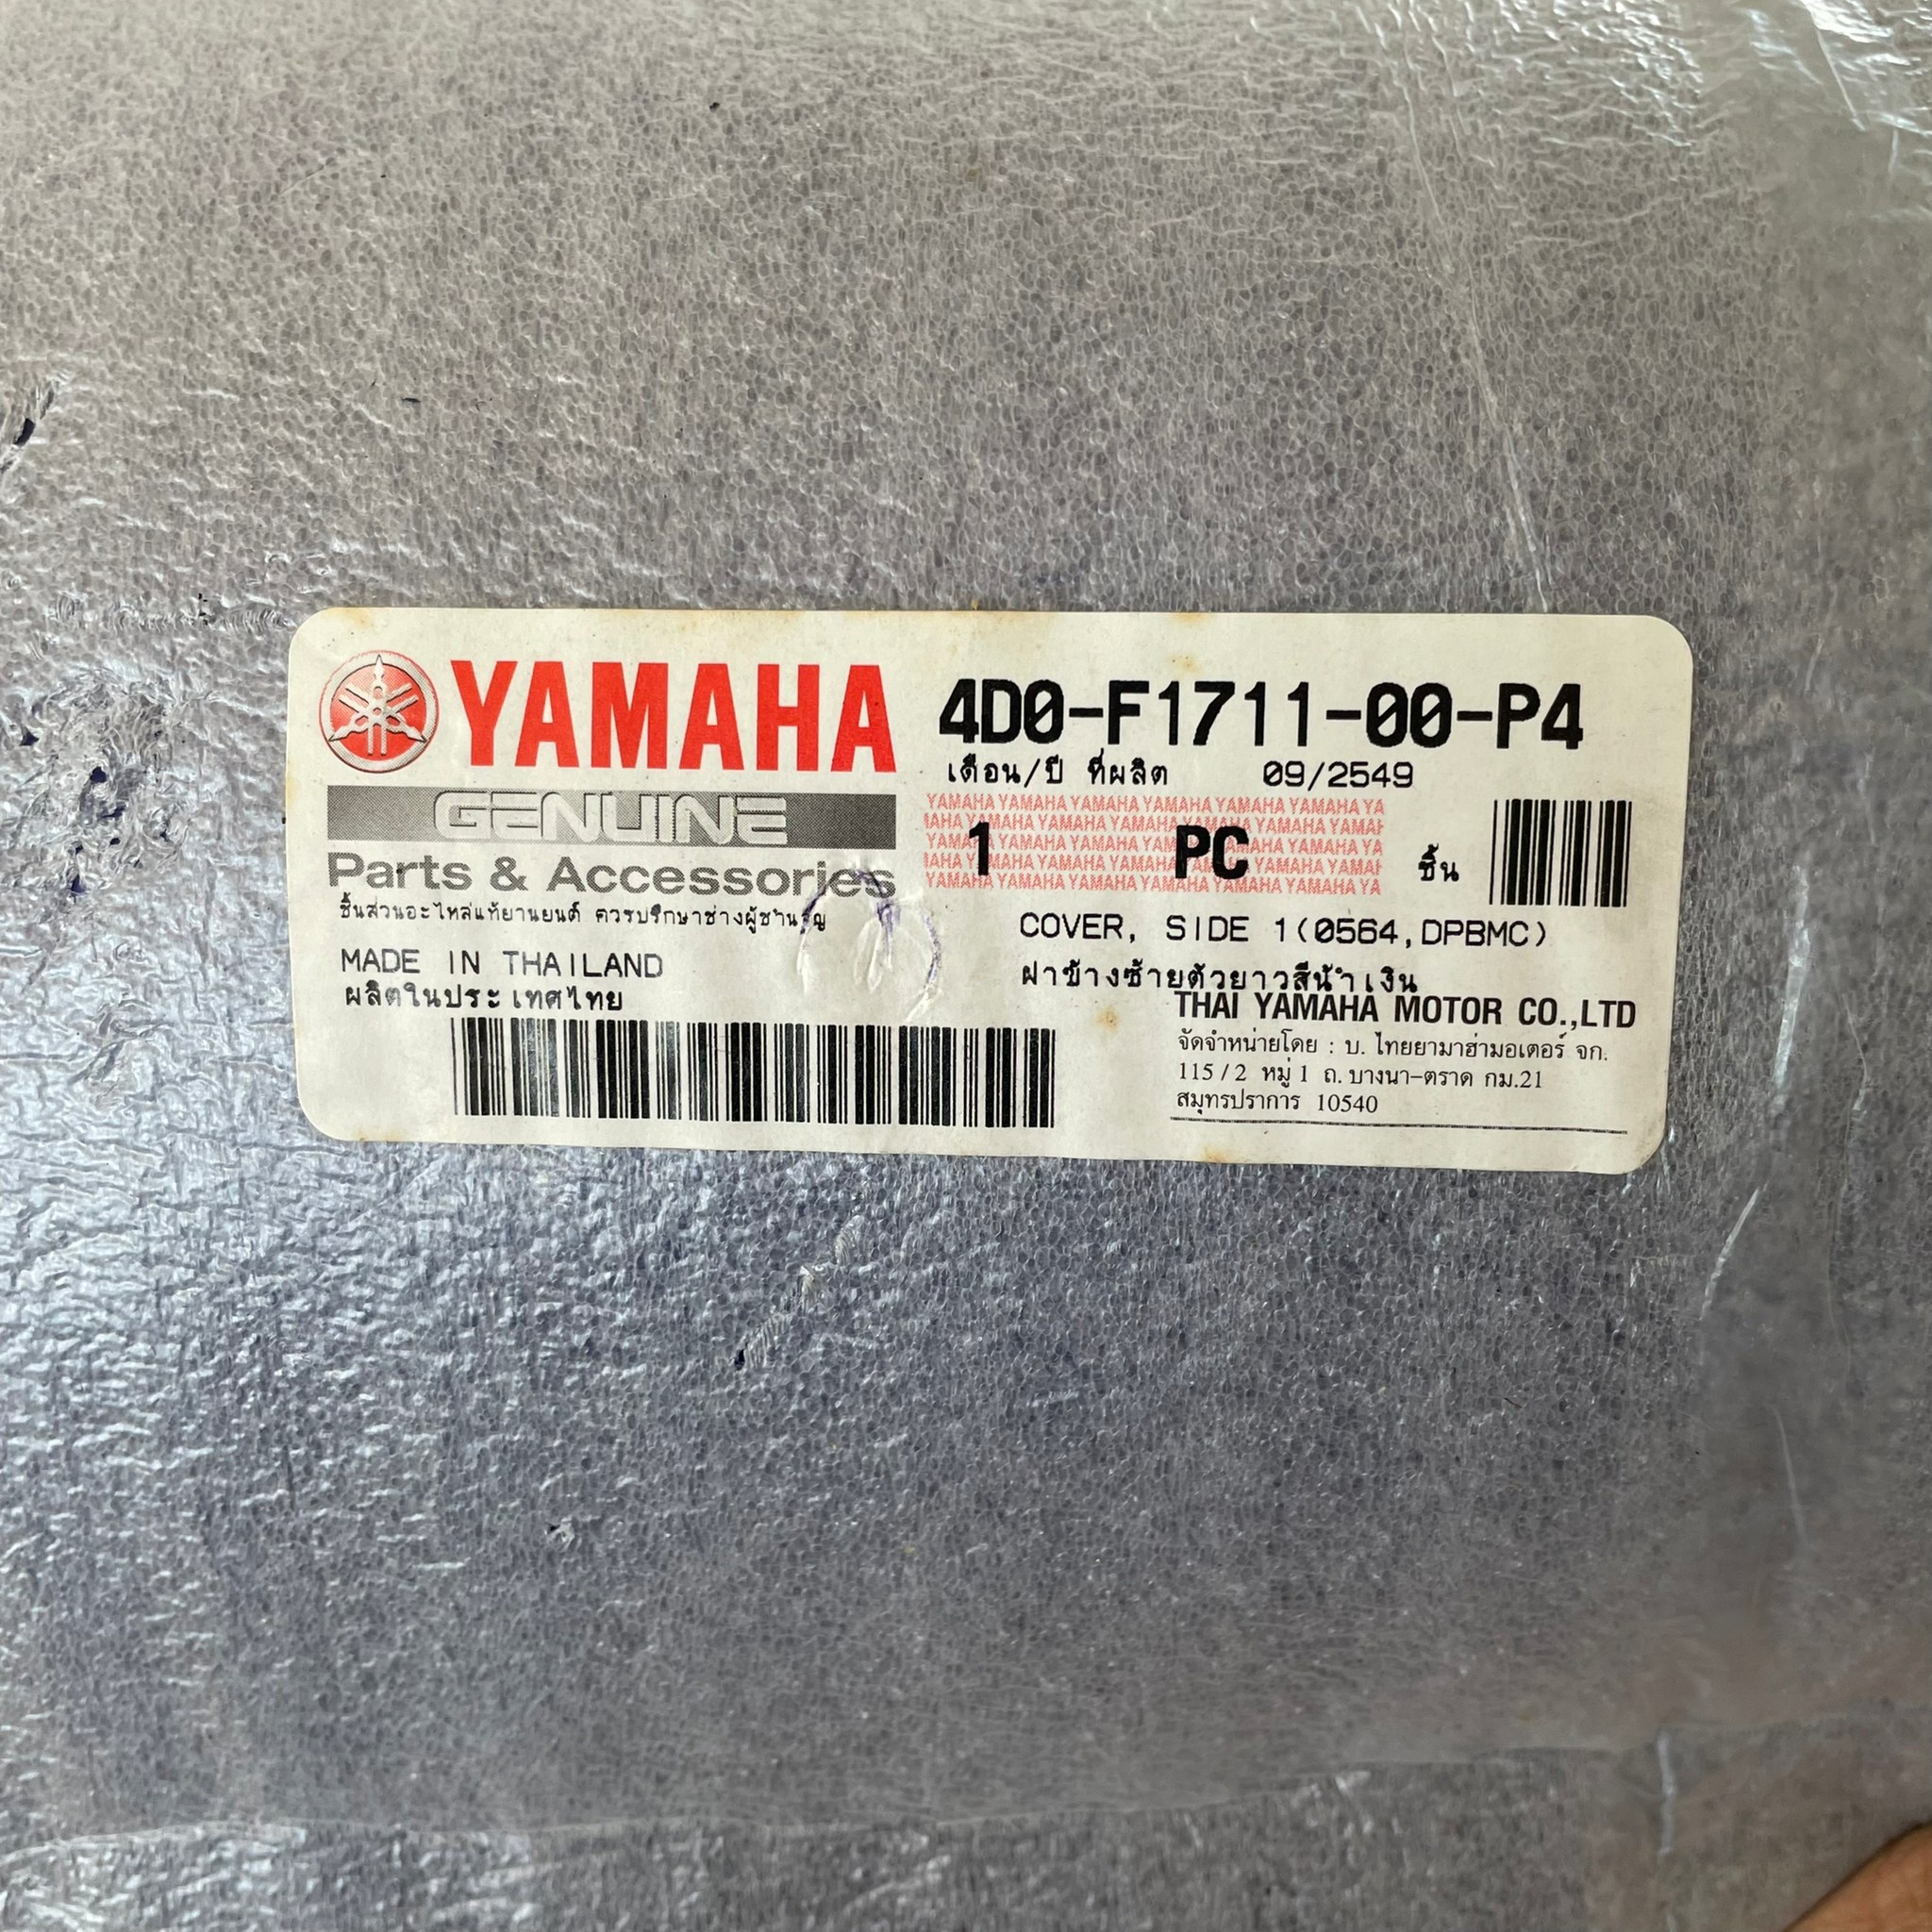 YAMAHA
4D0-F1711-00-P4
เดือน/ปี ที่ผลิต 09/2549
GENUINE
YAMAHA YAMAHA YAMAHA YAMAHA YAMAHA YAMAHA YA
1 PC ชิ้น
Parts & Accessories
ชิ้นส่วนอะไหล่แท้ยานยนต์ ควรปรึกษาช่างผู้ชำนาญ
COVER, SIDE 1(0564,DPBMC)
MADE IN THAILAND
ฝาข้างซ้ายตัวยาวสีน้ำเงิน
ผลิตในประเทศไทย
THAI YAMAHA MOTOR CO.,LTD
จัดจำหน่ายโดย : บ. ไทยยามาฮ่ามอเตอร์ จก.
115/2 หมู่ 1 ถ. บางนา-ตราด กม.21
สมุทรปราการ 10540